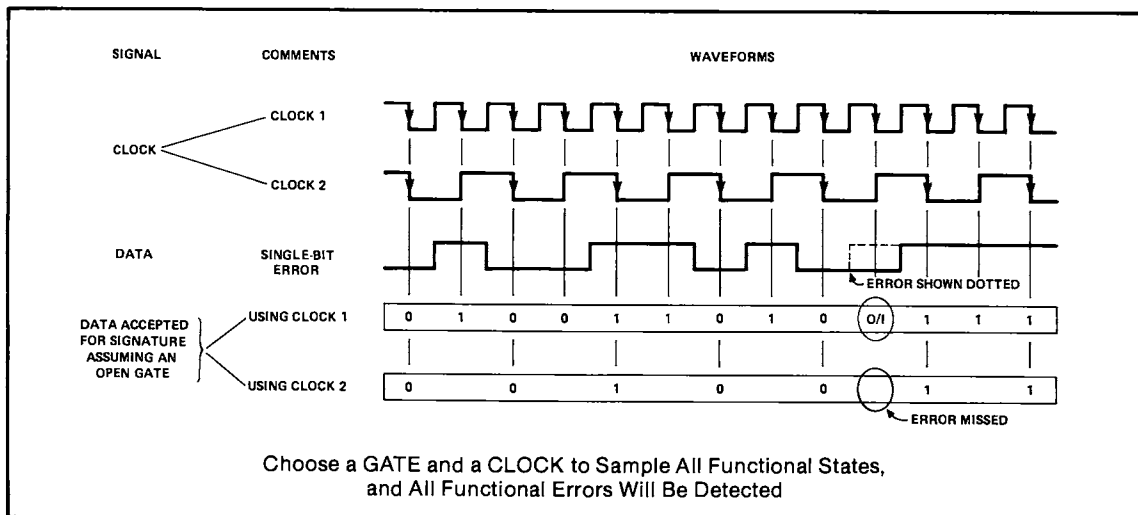 SIGNAL COMMENTS WAVEFORMS
CLOCK 1
CLOCK
CLOCK 2
DATA SINGLE-BIT
ERROR
ERROR SHOWN DOTTED
DATA ACCEPTED
FOR SIGNATURE
ASSUMING AN
OPEN GATE
USING CLOCK 1 0 1 0 0 1 1 0 1 0 0/1 1 1 1
USING CLOCK 2 0 0 1 0 0 1 1
ERROR MISSED
Choose a GATE and a CLOCK to Sample All Functional States,
and All Functional Errors Will Be Detected